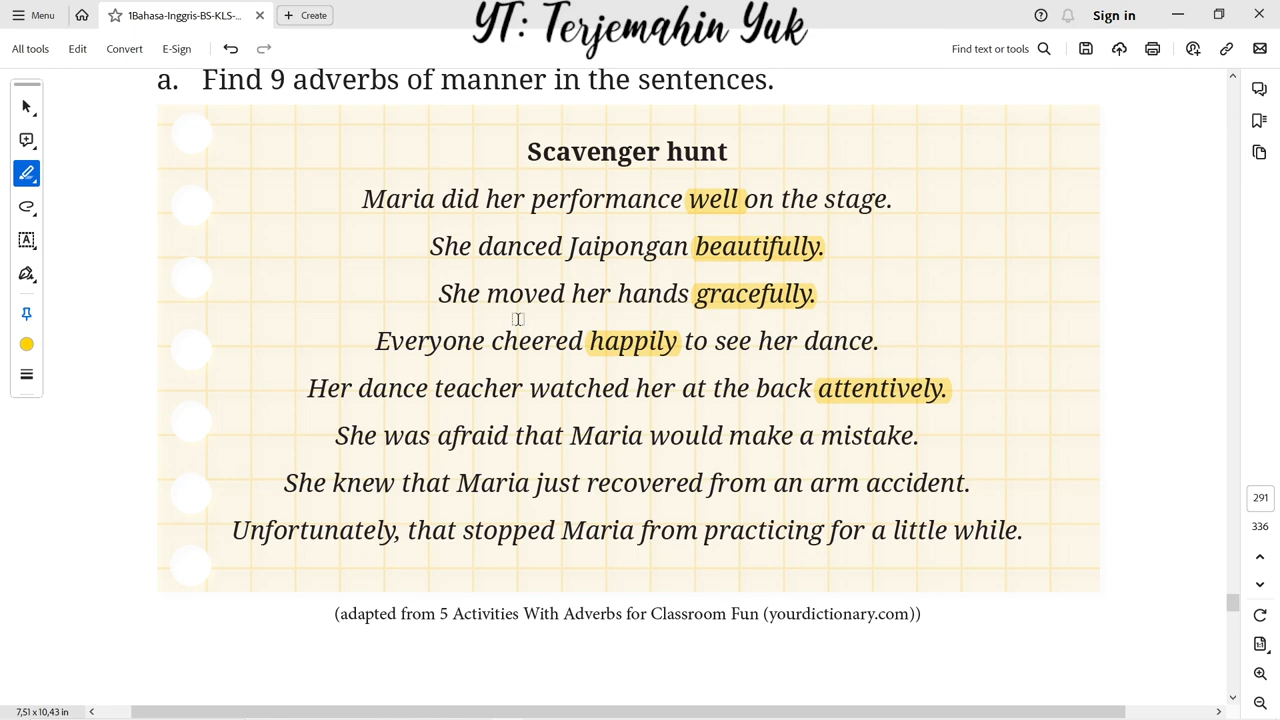 Menu
1Bahasa-Inggris-BS-KLS-...
Create
YT: Terjemahin Yuk
Sign in
All tools Edit Convert E-Sign
Find text or tools
a. Find 9 adverbs of manner in the sentences.
Scavenger hunt
Maria did her performance well on the stage.
She danced Jaipongan beautifully.
She moved her hands gracefully.
Everyone cheered happily to see her dance.
Her dance teacher watched her at the back attentively.
She was afraid that Maria would make a mistake.
She knew that Maria just recovered from an arm accident.
Unfortunately, that stopped Maria from practicing for a little while.
(adapted from 5 Activities With Adverbs for Classroom Fun (yourdictionary.com))
291
336
7,51 x 10,43 in